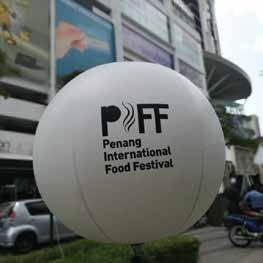 PIFF
Penang
International
Food Festival